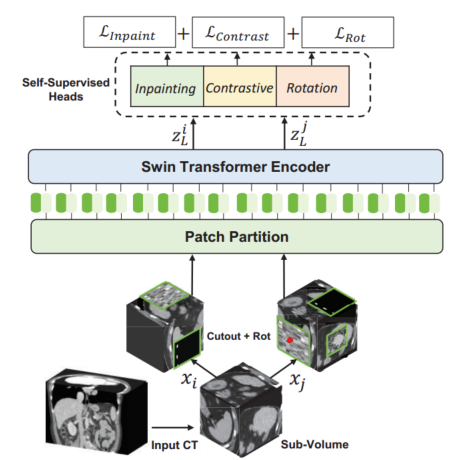 ℒ_Inpaint + ℒ_Contrast + ℒ_Rot
Self-Supervised
Heads
Inpainting Contrastive Rotation
z_L^i z_L^j
Swin Transformer Encoder
Patch Partition
Cutout + Rot
x_i x_j
Input CT Sub-Volume